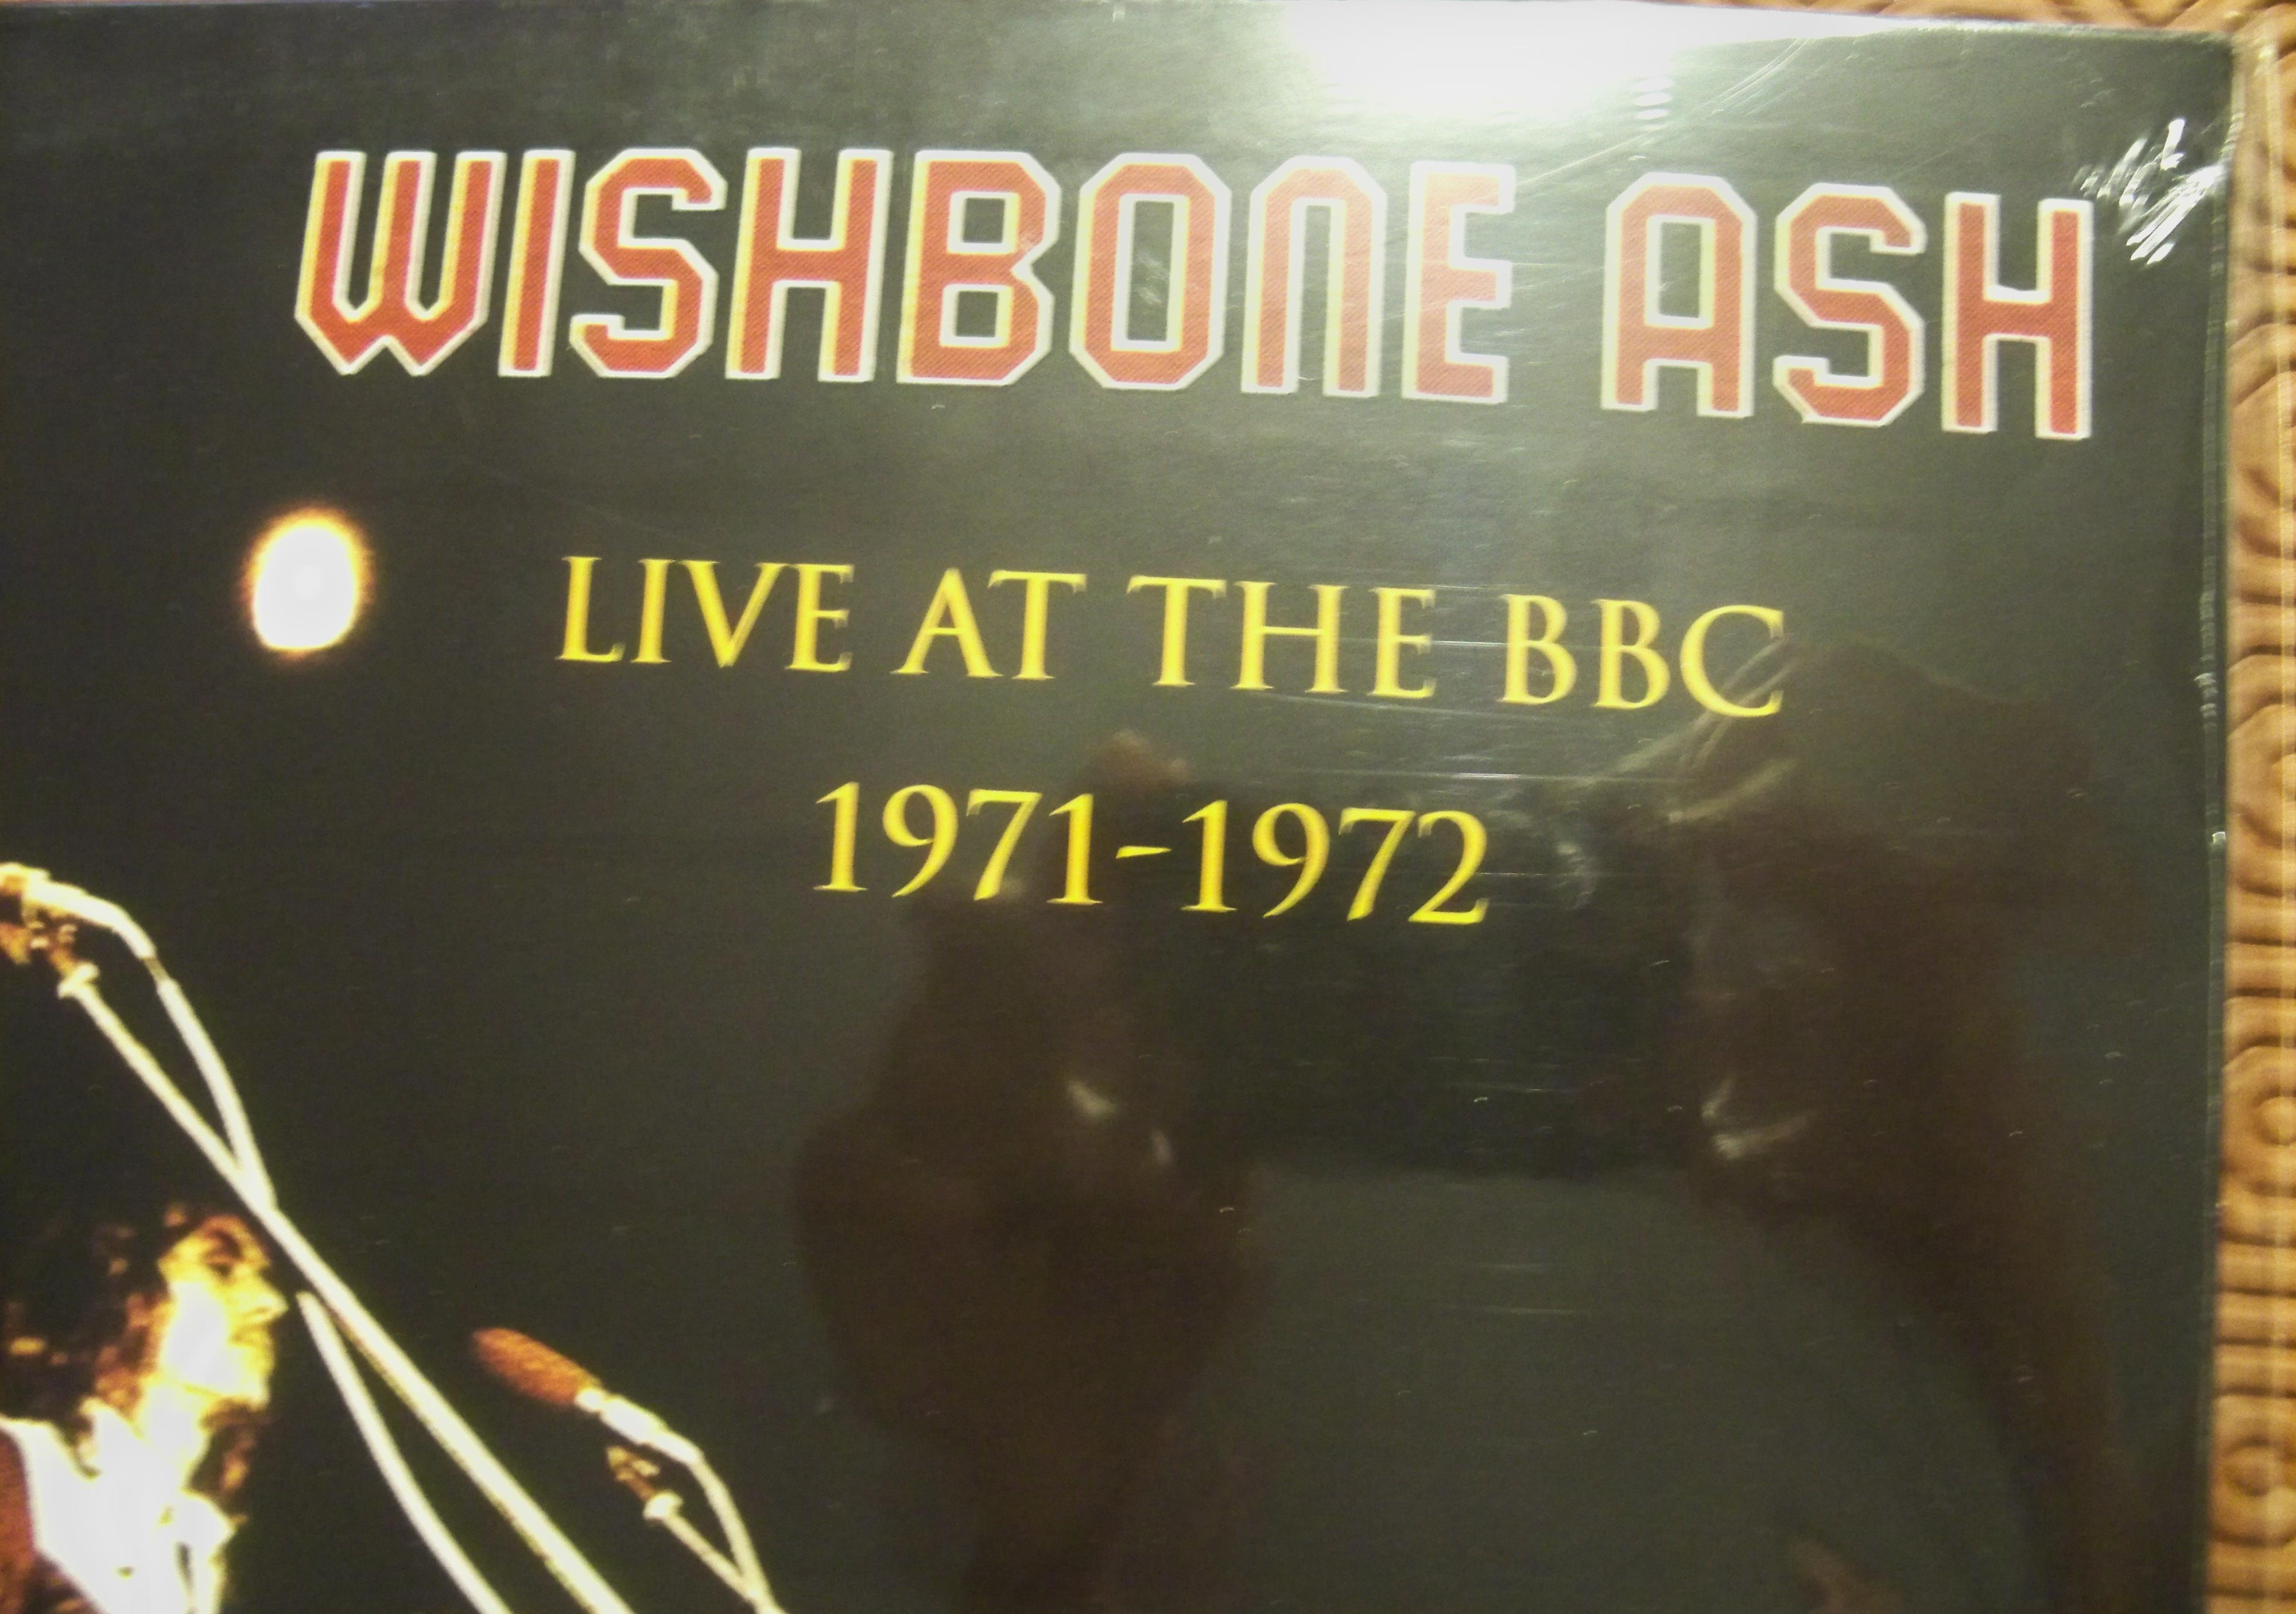 WISHBONE ASH
LIVE AT THE BBC
1971-1972